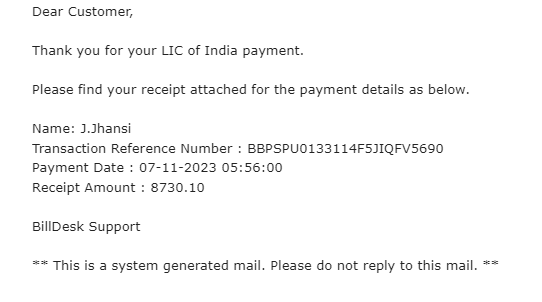 Dear Customer,
Thank you for your LIC of India payment.
Please find your receipt attached for the payment details as below.
Name: J.Jhansi
Transaction Reference Number : BBPSPU0133114F5JIQFV5690
Payment Date : 07-11-2023 05:56:00
Receipt Amount : 8730.10
BillDesk Support
** This is a system generated mail. Please do not reply to this mail. **